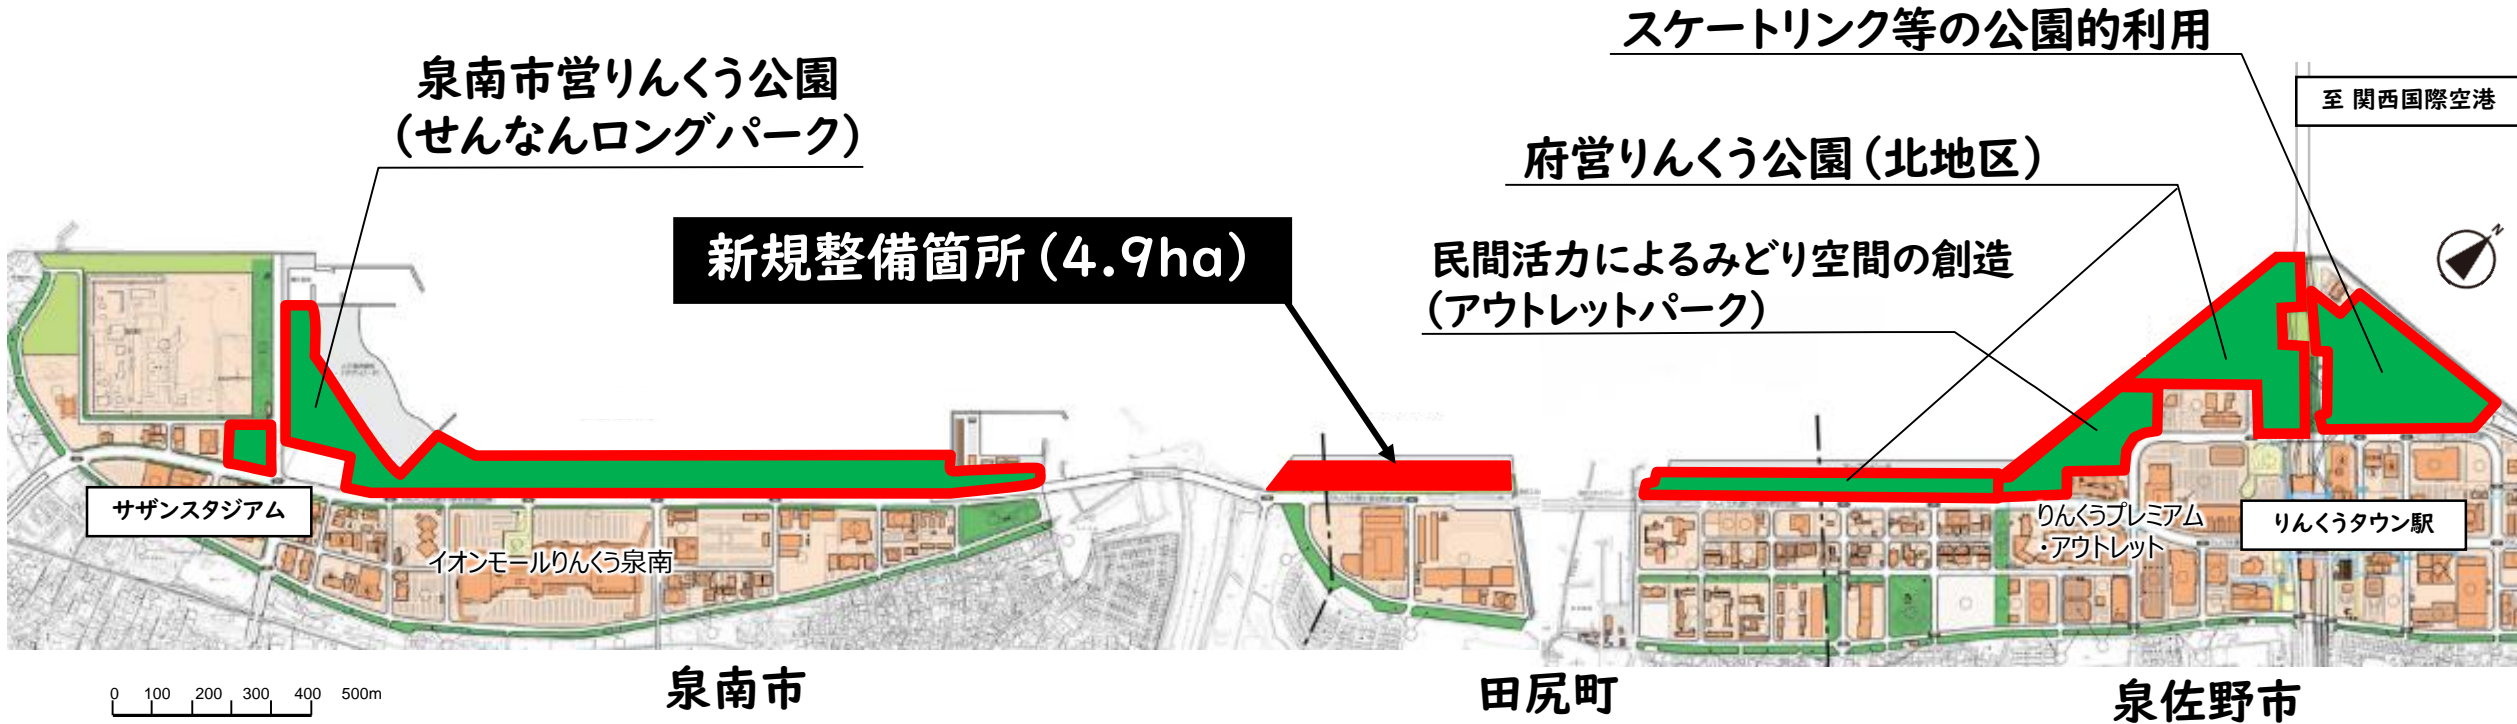 スケートリンク等の公園的利用
泉南市営りんくう公園
(せんなんロングパーク)
至 関西国際空港
府営りんくう公園(北地区)
新規整備箇所(4.9ha)
民間活力によるみどり空間の創造
(アウトレットパーク)
N
サザンスタジアム
イオンモールりんくう泉南
りんくうプレミアム
・アウトレット
りんくうタウン駅
泉南市
田尻町
泉佐野市
0 100 200 300 400 500m